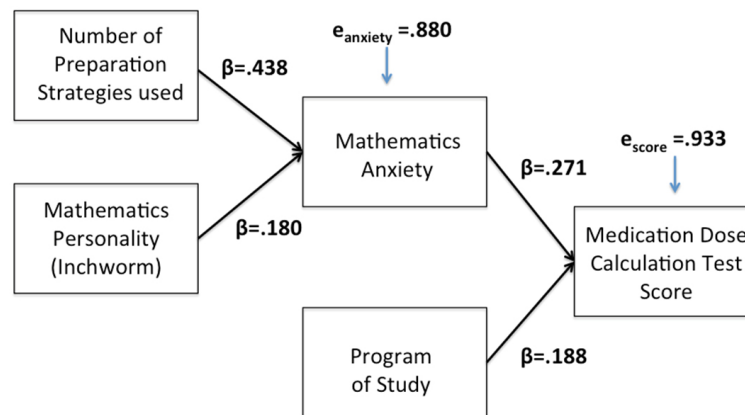 Number of
Preparation
Strategies used
β=.438
e_anxiety =.880
Mathematics
Anxiety
e_score =.933
β=.271
Mathematics
Personality
(Inchworm)
β=.180
Medication Dose
Calculation Test
Score
Program
of Study
β=.188